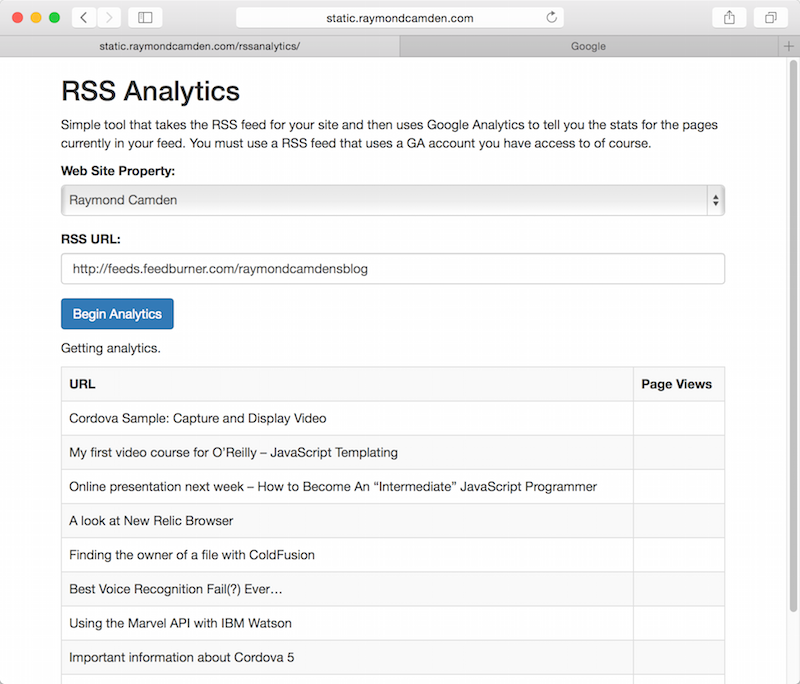 static.raymondcamden.com
static.raymondcamden.com/rssanalytics/
Google
RSS Analytics
Simple tool that takes the RSS feed for your site and then uses Google Analytics to tell you the stats for the pages
currently in your feed. You must use a RSS feed that uses a GA account you have access to of course.
Web Site Property:
Raymond Camden
RSS URL:
http://feeds.feedburner.com/raymondcamdensblog
Begin Analytics
Getting analytics.
URL Page Views
Cordova Sample: Capture and Display Video
My first video course for O’Reilly – JavaScript Templating
Online presentation next week – How to Become An “Intermediate” JavaScript Programmer
A look at New Relic Browser
Finding the owner of a file with ColdFusion
Best Voice Recognition Fail(?) Ever…
Using the Marvel API with IBM Watson
Important information about Cordova 5